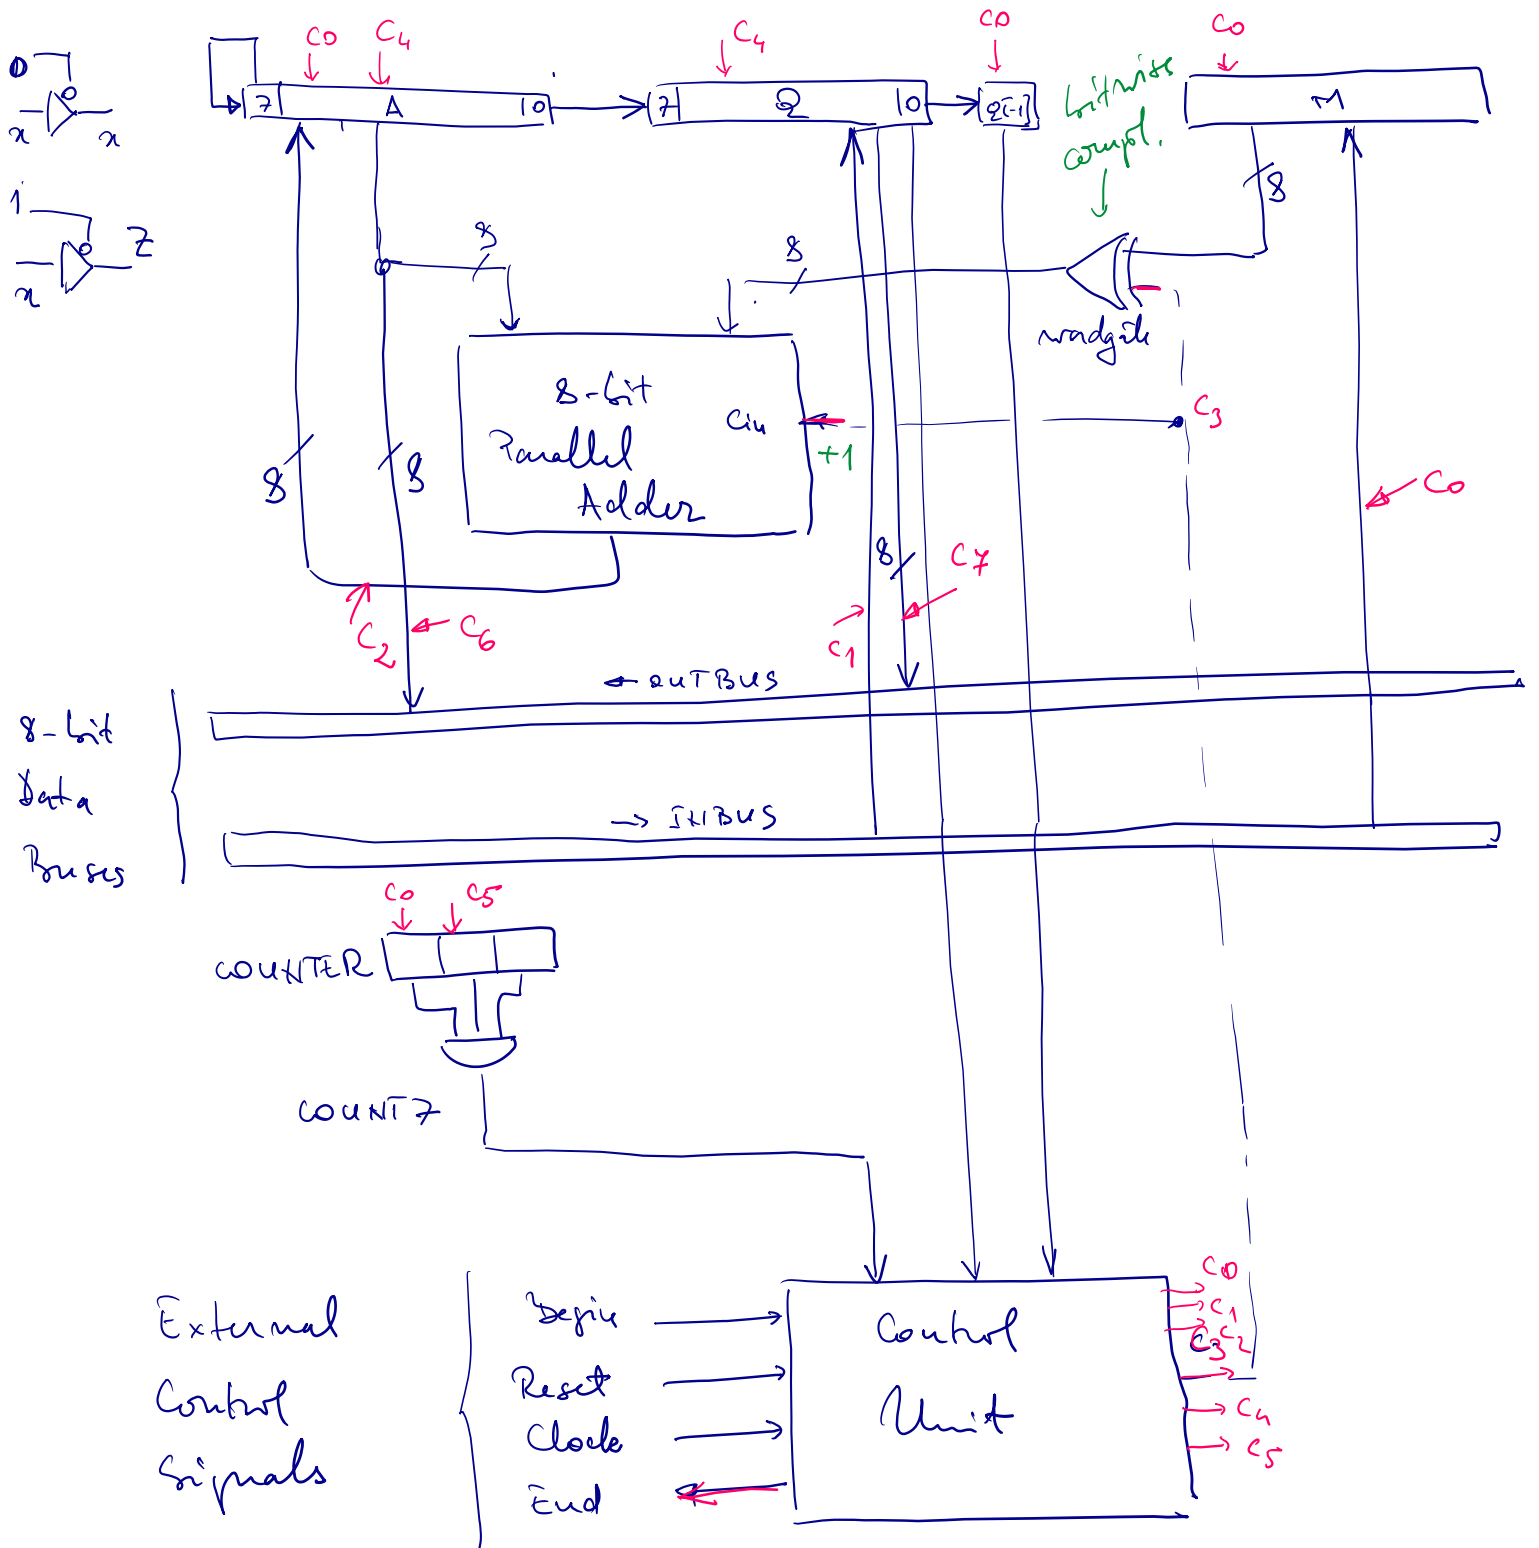 C0 C4 C4 C0 C0
0
7 A 0 7 Q 0 Q[-1] M
x x
bitwise
compl.
1
z
x
8 8 8
wordgate
8-bit
Parallel
Adder
Cin
+1
C3
8 8
C0
8
C7
C2 C6 C1
← OUTBUS
8-bit
Data
Buses
→ INBUS
C0 C5
COUNTER
COUNT7
External
Control
Signals
Begin
Reset
Clock
End
Control
Unit
C0
C1
C2
C3
C4
C5